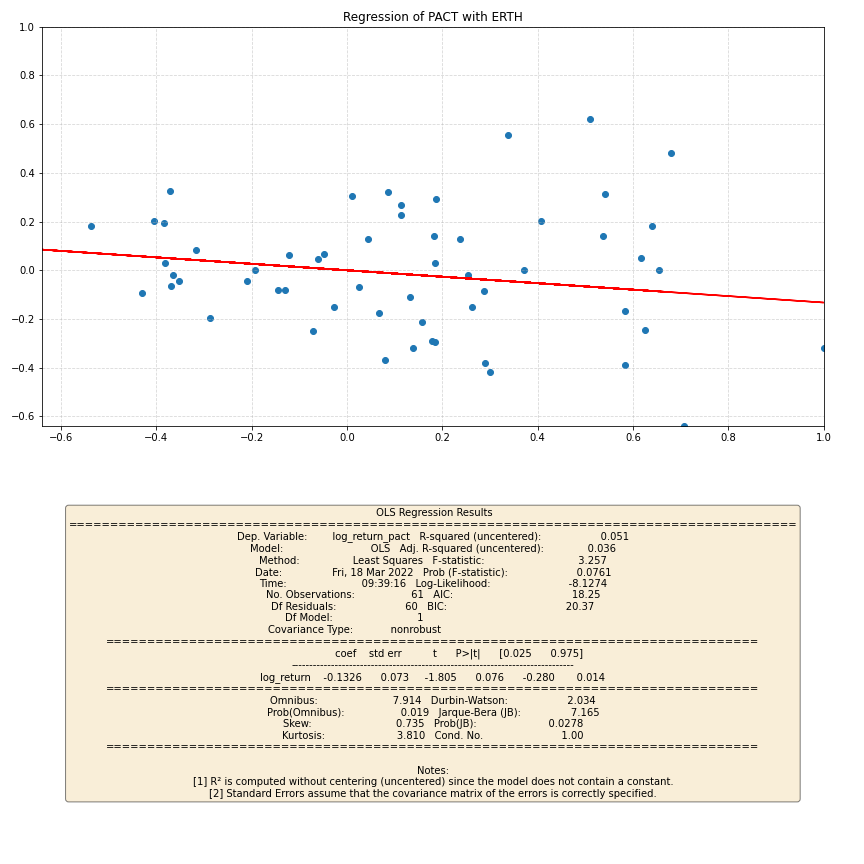 Regression of PACT with ERTH
1.0
0.8
0.6
0.4
0.2
0.0
−0.2
−0.4
−0.6
−0.6 −0.4 −0.2 0.0 0.2 0.4 0.6 0.8 1.0
OLS Regression Results
==============================================================================
Dep. Variable: log_return_pact R-squared (uncentered): 0.051
Model: OLS Adj. R-squared (uncentered): 0.036
Method: Least Squares F-statistic: 3.257
Date: Fri, 18 Mar 2022 Prob (F-statistic): 0.0761
Time: 09:39:16 Log-Likelihood: -8.1274
No. Observations: 61 AIC: 18.25
Df Residuals: 60 BIC: 20.37
Df Model: 1
Covariance Type: nonrobust
==============================================================================
coef std err t P>|t| [0.025 0.975]
------------------------------------------------------------------------------
log_return -0.1326 0.073 -1.805 0.076 -0.280 0.014
==============================================================================
Omnibus: 7.914 Durbin-Watson: 2.034
Prob(Omnibus): 0.019 Jarque-Bera (JB): 7.165
Skew: 0.735 Prob(JB): 0.0278
Kurtosis: 3.810 Cond. No. 1.00
==============================================================================
Notes:
[1] R² is computed without centering (uncentered) since the model does not contain a constant.
[2] Standard Errors assume that the covariance matrix of the errors is correctly specified.